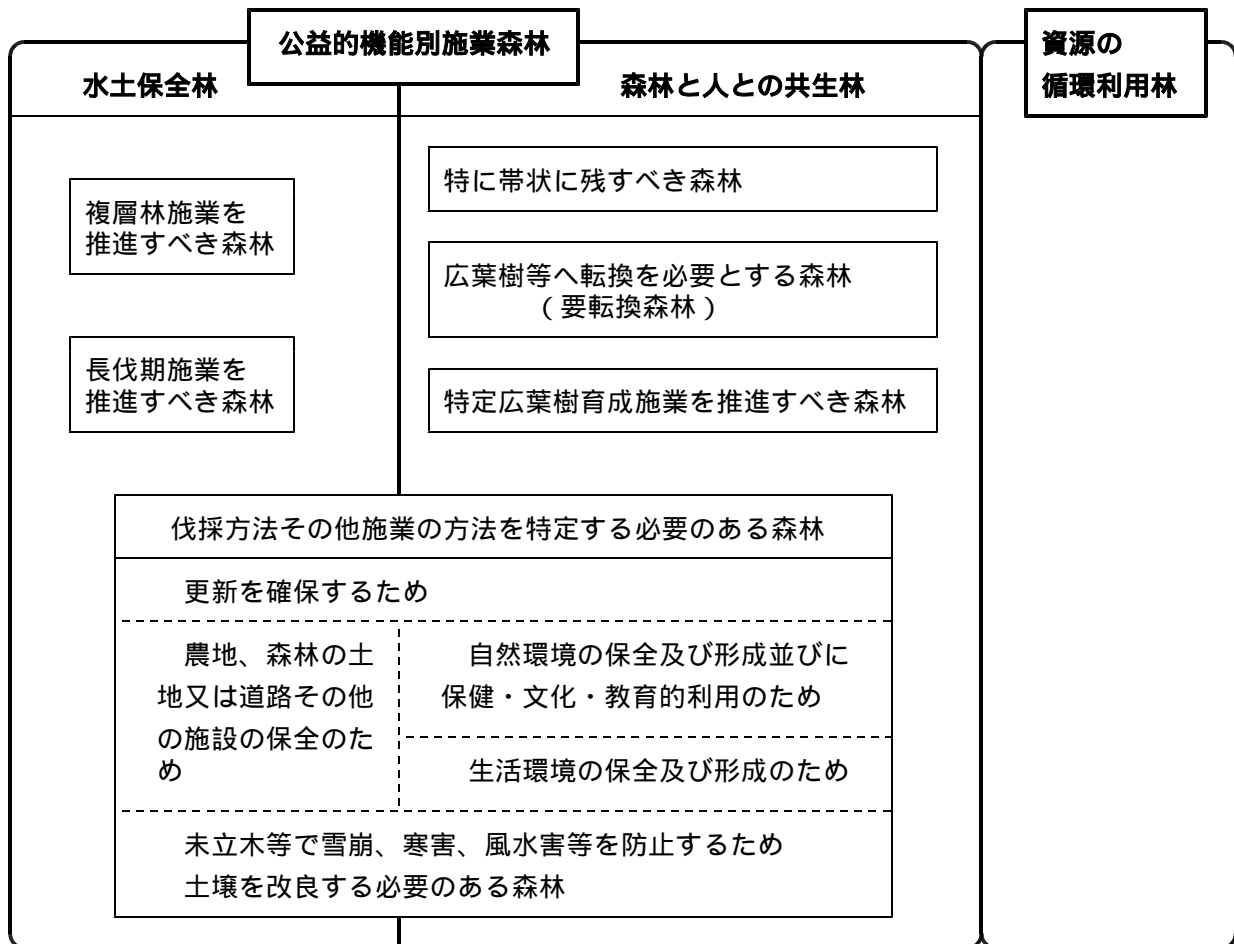 公益的機能別施業森林
資源の
循環利用林
水土保全林
森林と人との共生林
複層林施業を
推進すべき森林
長伐期施業を
推進すべき森林
特に帯状に残すべき森林
広葉樹等へ転換を必要とする森林
(要転換森林)
特定広葉樹育成施業を推進すべき森林
伐採方法その他施業の方法を特定する必要のある森林
更新を確保するため
農地、森林の土
地又は道路その他
の施設の保全のた
め
自然環境の保全及び形成並びに
保健・文化・教育的利用のため
生活環境の保全及び形成のため
未立木等で雪崩、寒害、風水害等を防止するため
土壌を改良する必要のある森林